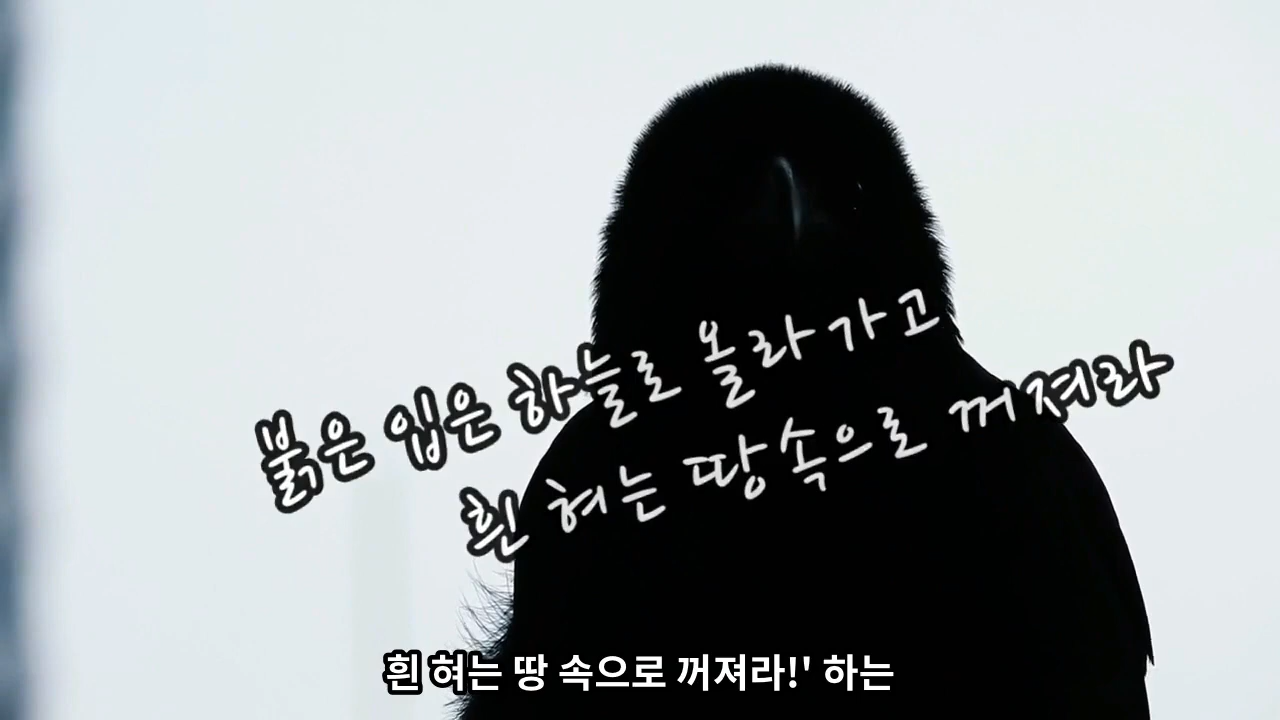 붉은 입은 하늘로 올라가고
흰 혀는 땅속으로 꺼져라
흰 혀는 땅 속으로 꺼져라!' 하는